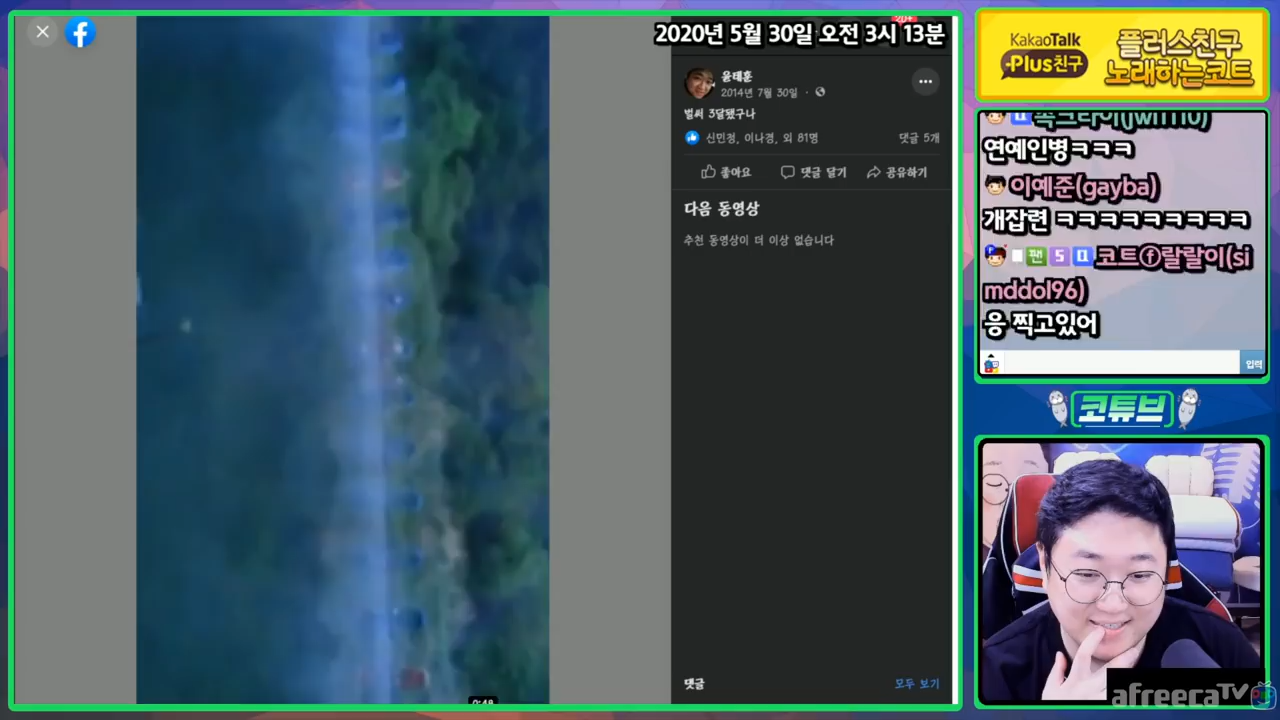 2020년 5월 30일 오전 3시 13분
20+
윤태훈
2014년 7월 30일 ·
벌써 3달됐구나
신민정, 이나경, 외 81명
댓글 5개
좋아요
댓글 달기
공유하기
다음 동영상
추천 동영상이 더 이상 없습니다
댓글
모두 보기
0:48
KakaoTalk
Plus친구
플러스친구
노래하는코트
연예인병ㅋㅋㅋ
이예준(gayba)
개잡련 ㅋㅋㅋㅋㅋㅋㅋㅋㅋ
팬 5 코트ⓕ랄랄이(si
mddol96)
응 찍고있어
입력
코튜브
afreecaTV